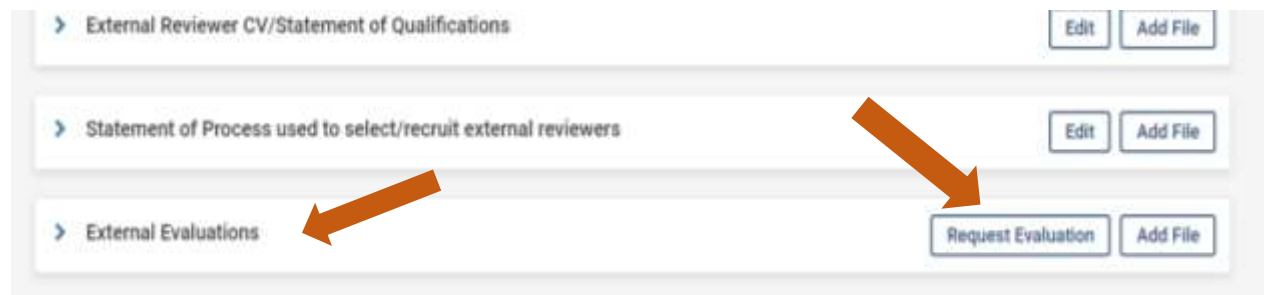 External Reviewer CV/Statement of Qualifications Edit Add File
Statement of Process used to select/recruit external reviewers Edit Add File
External Evaluations Request Evaluation Add File